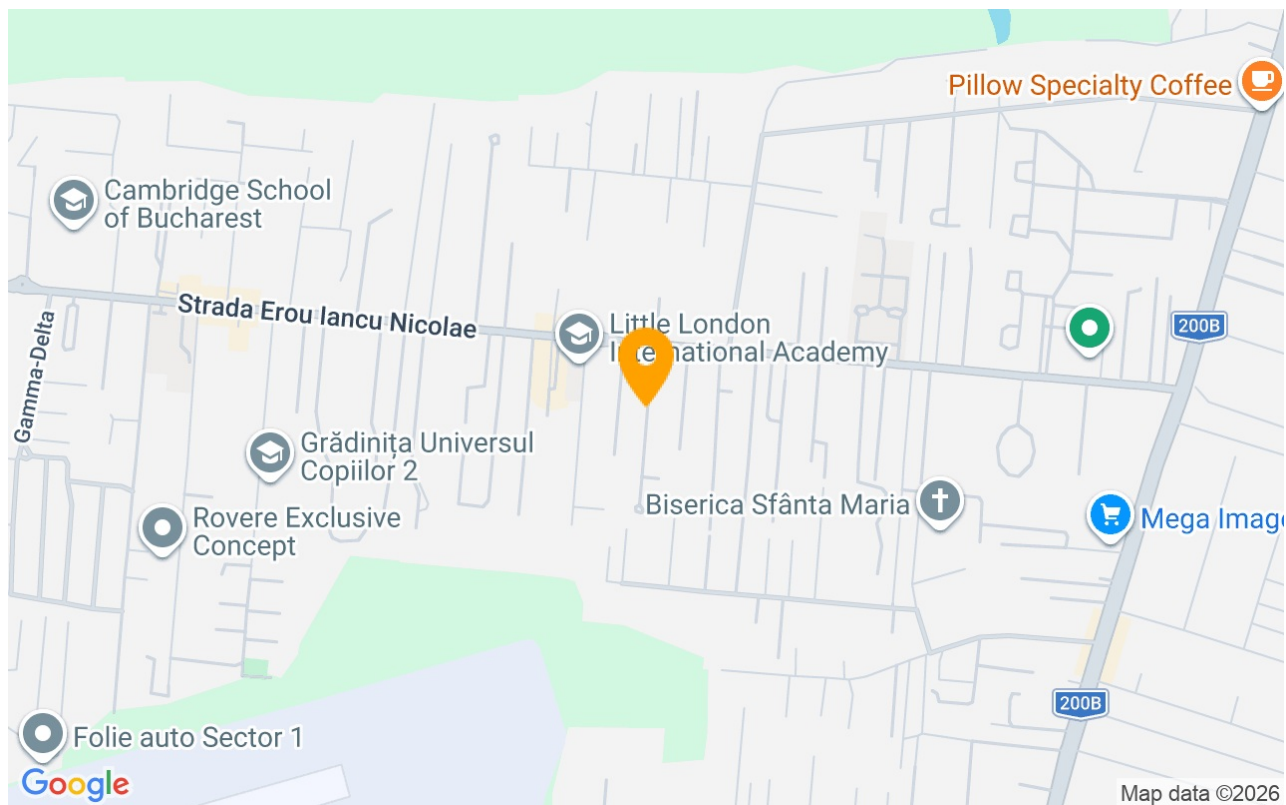 Pillow Specialty Coffee
Cambridge School
of Bucharest
Strada Erou Iancu Nicolae
Little London
International Academy
200B
Gamma-Delta
Grădinița Universul
Copiilor 2
Biserica Sfânta Maria
Rovere Exclusive
Concept
Mega Image
200B
Folie auto Sector 1
Google
Map data ©2026